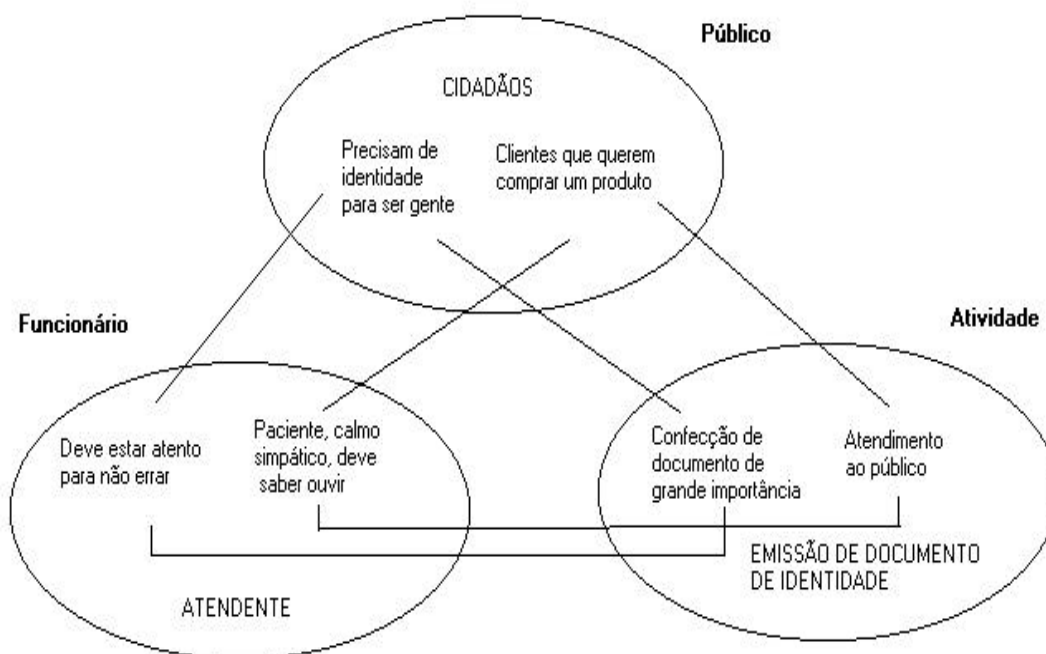 Público
CIDADÃOS
Precisam de
identidade
para ser gente
Clientes que querem
comprar um produto
Funcionário
Atividade
Deve estar atento
para não errar
Paciente, calmo
simpático, deve
saber ouvir
ATENDENTE
Confecção de
documento de
grande importância
Atendimento
ao público
EMISSÃO DE DOCUMENTO
DE IDENTIDADE